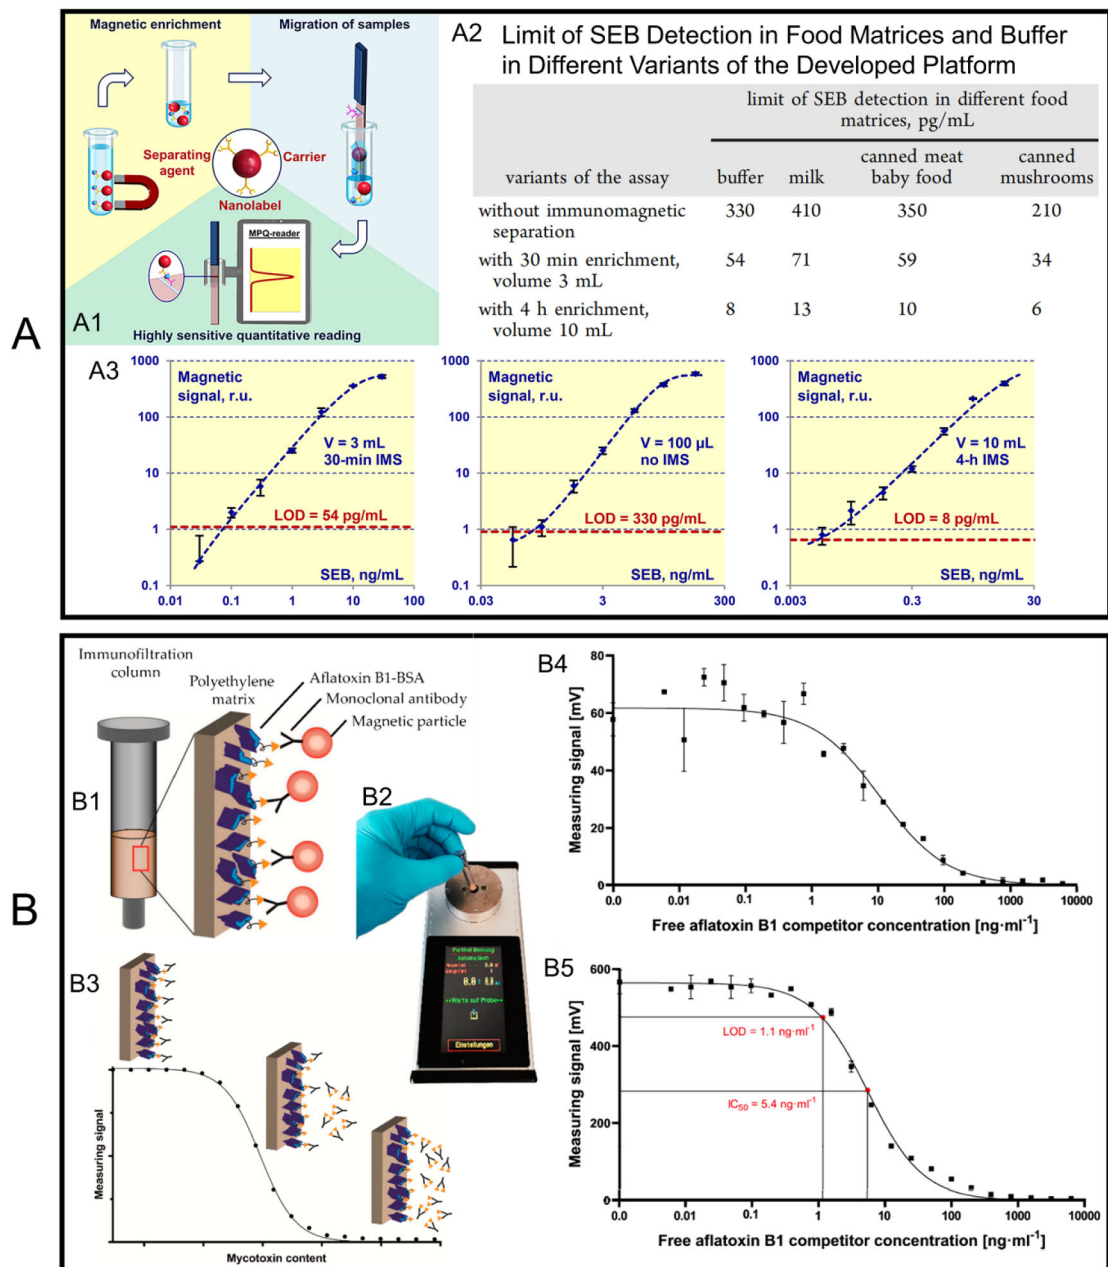 A
Magnetic enrichment
Migration of samples
Separating
agent
Carrier
Nanolabel
MPQ-reader
A1
Highly sensitive quantitative reading
A2 Limit of SEB Detection in Food Matrices and Buffer
in Different Variants of the Developed Platform
limit of SEB detection in different food
matrices, pg/mL
canned meat canned
variants of the assay buffer milk baby food mushrooms
without immunomagnetic 330 410 350 210
separation
with 30 min enrichment, 54 71 59 34
volume 3 mL
with 4 h enrichment, 8 13 10 6
volume 10 mL
A3
1000
100
10
1
0.1
Magnetic
signal, r.u.
V = 3 mL
30-min IMS
LOD = 54 pg/mL
SEB, ng/mL
0.01 0.1 1 10 100
1000
100
10
1
0.1
Magnetic
signal, r.u.
V = 100 µL
no IMS
LOD = 330 pg/mL
SEB, ng/mL
0.03 3 300
1000
100
10
1
0.1
Magnetic
signal, r.u.
V = 10 mL
4-h IMS
LOD = 8 pg/mL
SEB, ng/mL
0.003 0.3 30
B
Immunofiltration
column
Polyethylene
matrix
Aflatoxin B1-BSA
Monoclonal antibody
Magnetic particle
B1
B2
Einstellungen
B3
Measuring signal
Mycotoxin content
B4
Measuring signal [mV]
80
60
40
20
0
0.0 0.01 0.1 1 10 100 1000 10000
Free aflatoxin B1 competitor concentration [ng·ml⁻¹]
B5
Measuring signal [mV]
600
400
200
0
LOD = 1.1 ng·ml⁻¹
IC₅₀ = 5.4 ng·ml⁻¹
0.0 0.01 0.1 1 10 100 1000 10000
Free aflatoxin B1 competitor concentration [ng·ml⁻¹]